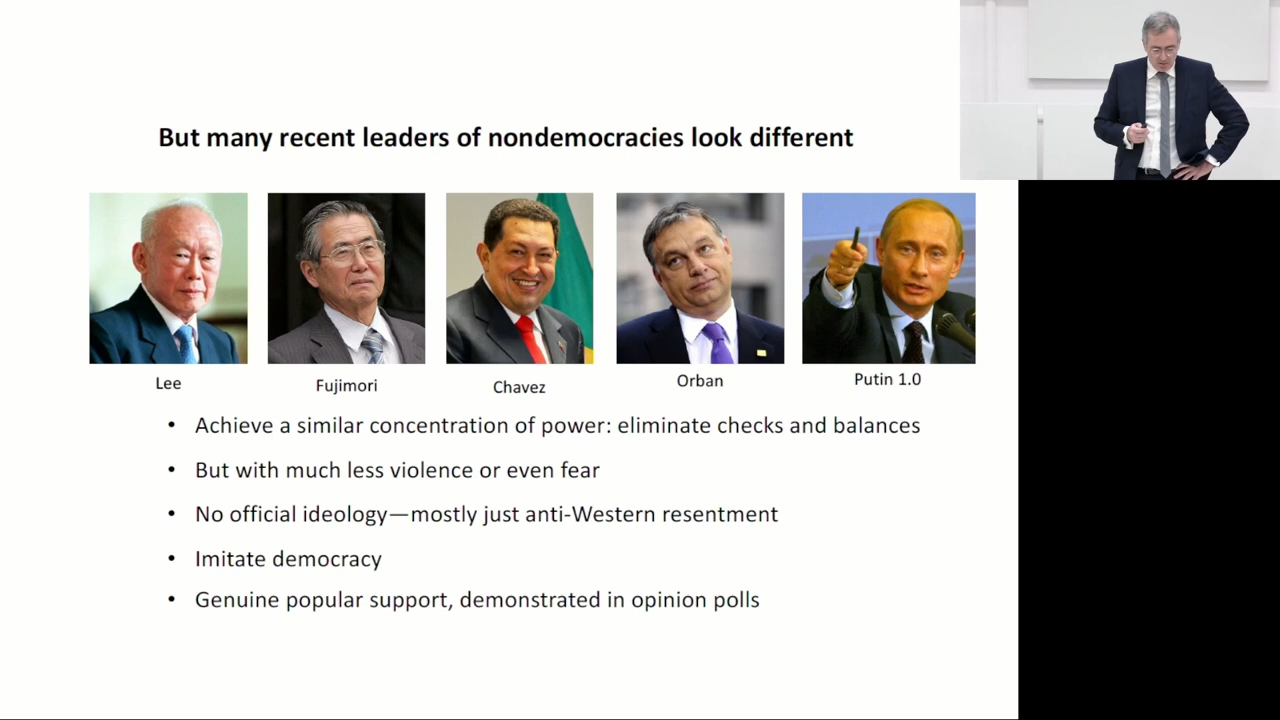 But many recent leaders of nondemocracies look different
Lee
Fujimori
Chavez
Orban
Putin 1.0
• Achieve a similar concentration of power: eliminate checks and balances
• But with much less violence or even fear
• No official ideology—mostly just anti-Western resentment
• Imitate democracy
• Genuine popular support, demonstrated in opinion polls